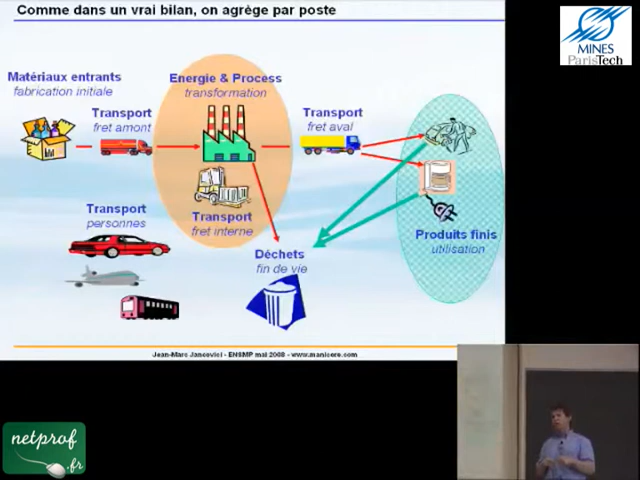 Comme dans un vrai bilan, on agrège par poste
MINES
ParisTech
Matériaux entrants
fabrication initiale
Energie & Process
transformation
Transport
fret amont
Transport
fret aval
Transport
personnes
Transport
fret interne
Produits finis
utilisation
Déchets
fin de vie
Jean-Marc Jancovici - ENSMP mai 2008 - www.manicore.com
netprof
.fr